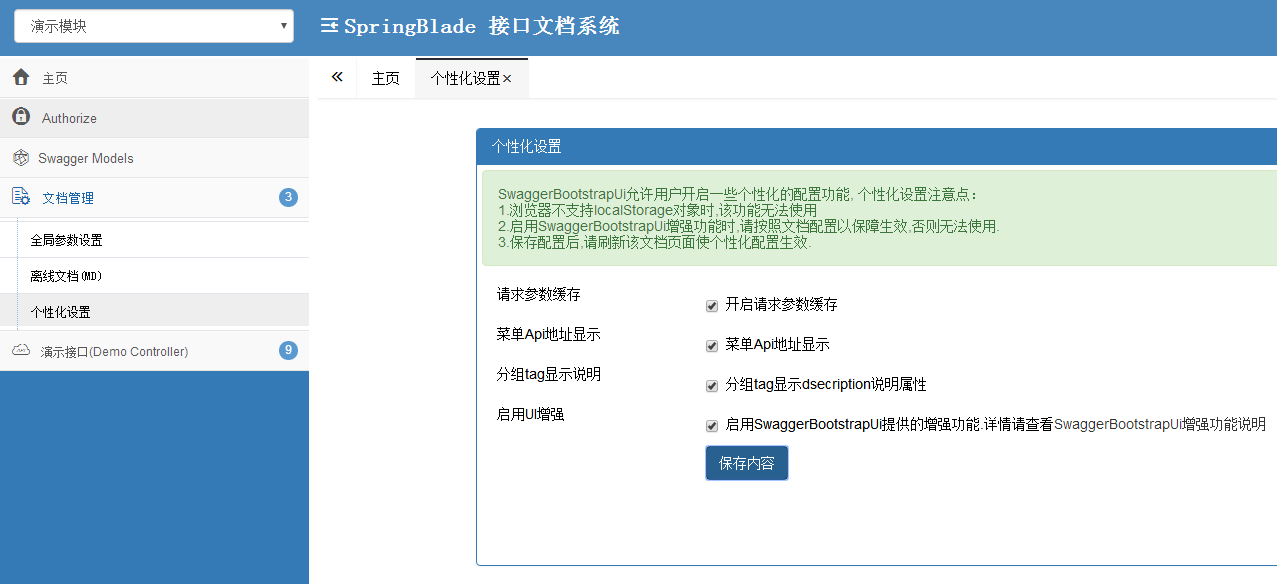 演示模块
SpringBlade 接口文档系统
主页
Authorize
Swagger Models
文档管理
3
全局参数设置
离线文档(MD)
个性化设置
演示接口(Demo Controller)
9
主页
个性化设置
个性化设置
SwaggerBootstrapUi允许用户开启一些个性化的配置功能, 个性化设置注意点：
1.浏览器不支持localStorage对象时,该功能无法使用
2.启用SwaggerBootstrapUi增强功能时,请按照文档配置以保障生效,否则无法使用.
3.保存配置后,请刷新该文档页面使个性化配置生效.
请求参数缓存
开启请求参数缓存
菜单Api地址显示
菜单Api地址显示
分组tag显示说明
分组tag显示dsecription说明属性
启用UI增强
启用SwaggerBootstrapUi提供的增强功能.详情请查看SwaggerBootstrapUi增强功能说明
保存内容